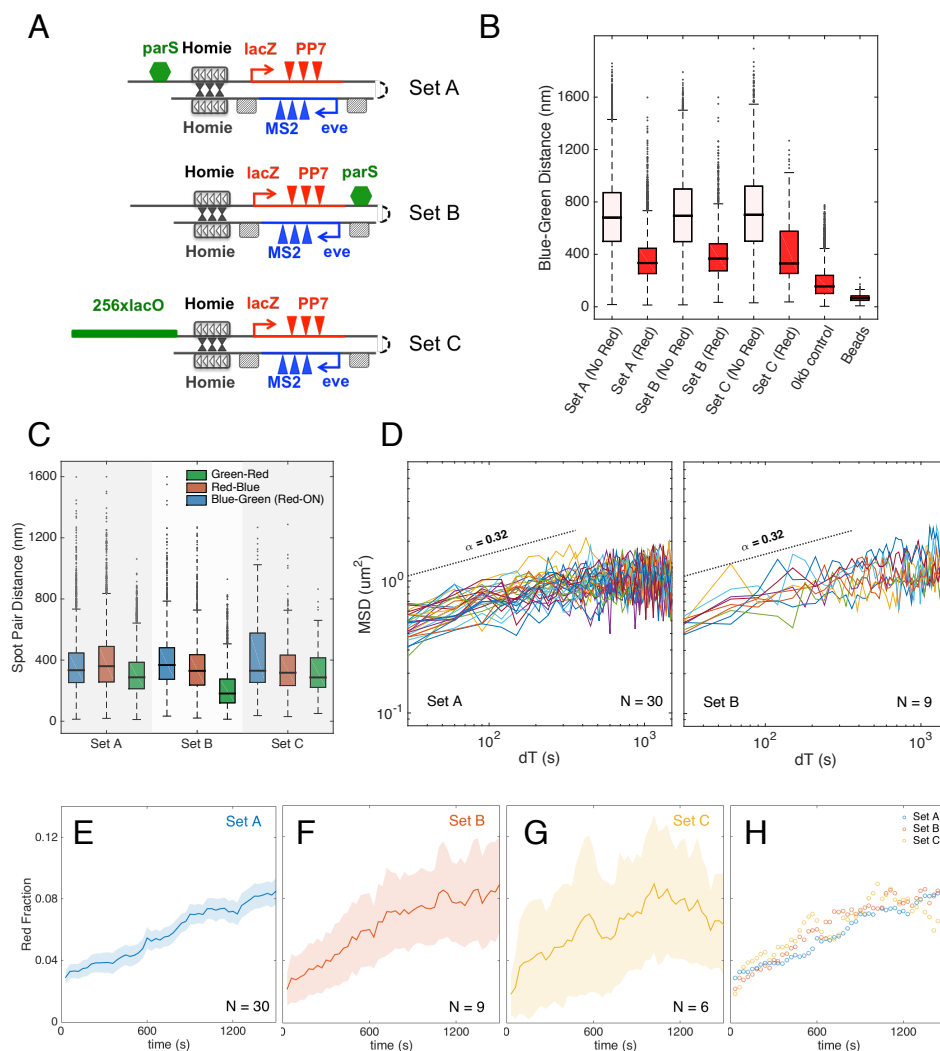 A
parS Homie lacZ PP7
Set A
Homie MS2 eve
Homie lacZ PP7 parS
Set B
Homie MS2 eve
256xlacO Homie lacZ PP7
Set C
Homie MS2 eve
B
Blue-Green Distance (nm)
1600
1200
800
400
0
Set A (No Red)
Set A (Red)
Set B (No Red)
Set B (Red)
Set C (No Red)
Set C (Red)
0kb control
Beads
C
Spot Pair Distance (nm)
1600
1200
800
400
0
Green-Red
Red-Blue
Blue-Green (Red-ON)
Set A Set B Set C
D
MSD (um²)
10⁰
10⁻¹
α = 0.32
Set A N = 30
10² 10³
dT (s)
α = 0.32
Set B N = 9
10² 10³
dT (s)
E
Set A
Red Fraction
0.12
0.08
0.04
0
N = 30
0 600 1200
time (s)
F
Set B
N = 9
0 600 1200
time (s)
G
Set C
N = 6
0 600 1200
time (s)
H
Set A
Set B
Set C
0 600 1200
time (s)